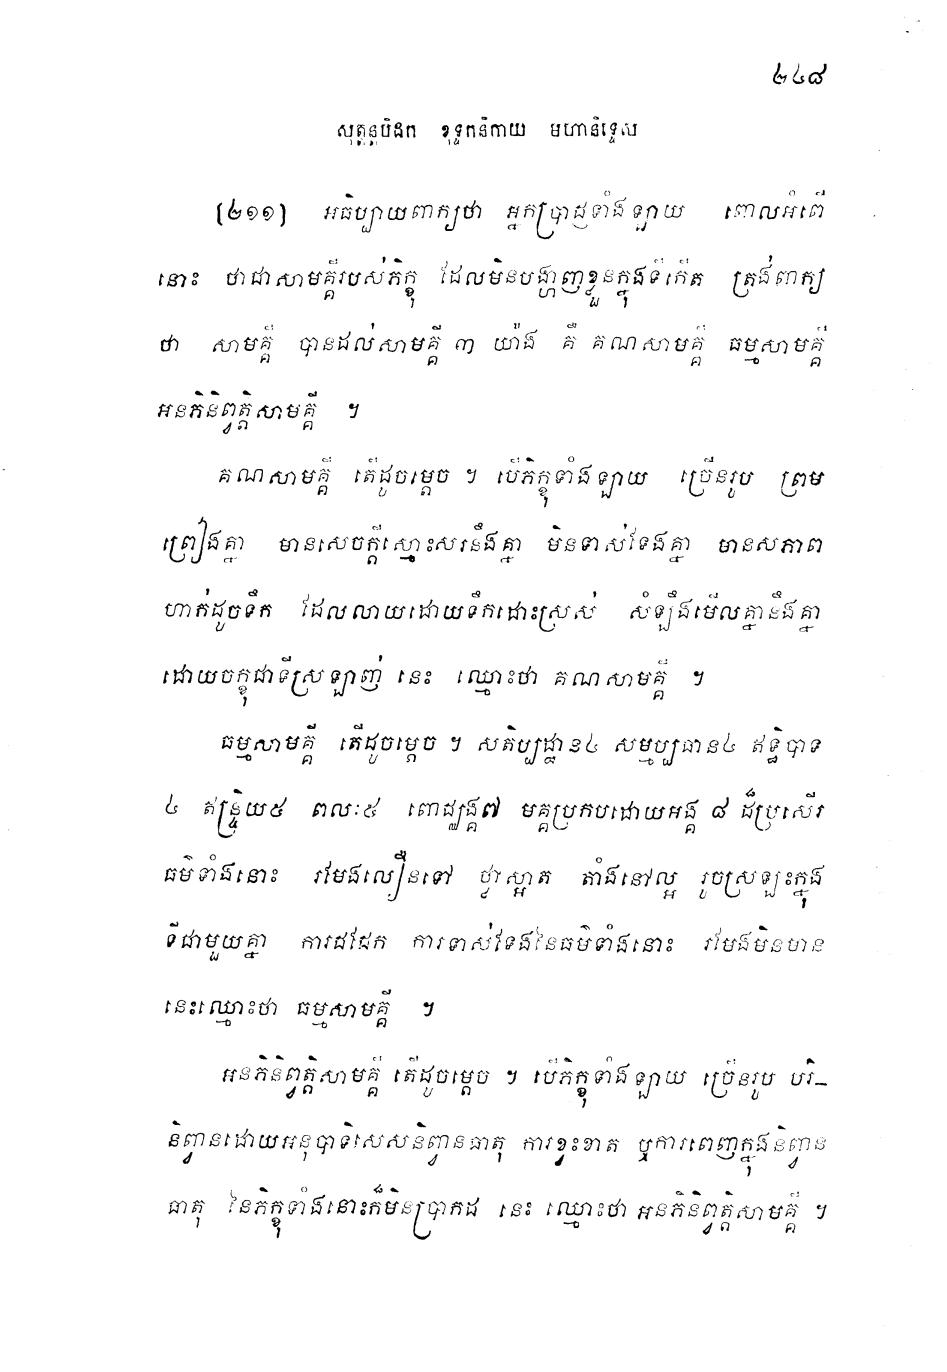 ២៤៨
សុត្តន្តបិដក ខុទ្ទកនិកាយ មហានិទ្ទេស
(២១១) អធិប្បាយពាក្យថា អ្នកប្រាជ្ញទាំងឡាយ ពោលអំពើ
នោះ ថាជាសាមគ្គីរបស់ភិក្ខុ ដែលមិនបង្ហាញខ្លួនក្នុងទីកើត ត្រង់ពាក្យ
ថា សាមគ្គី បានដល់សាមគ្គី ៣ យ៉ាង គឺ គណសាមគ្គី ធម្មសាមគ្គី
អនភិនិព្វត្តិសាមគ្គី ។
គណសាមគ្គី តើដូចម្តេច ។ បើភិក្ខុទាំងឡាយ ច្រើនរូប ព្រម
ព្រៀងគ្នា មានសេចក្តីស្មោះសរនឹងគ្នា មិនទាស់ទែងគ្នា មានសភាព
ហាក់ដូចទឹក ដែលលាយដោយទឹកដោះស្រស់ សំឡឹងមើលគ្នានឹងគ្នា
ដោយចក្ខុជាទីស្រឡាញ់ នេះ ឈ្មោះថា គណសាមគ្គី ។
ធម្មសាមគ្គី តើដូចម្តេច ។ សតិប្បដ្ឋាន៤ សម្មប្បធាន៤ ឥទ្ធិបាទ
៤ ឥន្ទ្រិយ៥ ពលៈ៥ ពោជ្ឈង្គ៧ មគ្គប្រកបដោយអង្គ ៨ ដ៏ប្រសើរ
ធម៌ទាំងនោះ រមែងលឿនទៅ ថ្វាស្អាត តាំងនៅល្អ រួចស្រឡះក្នុង
ទីជាមួយគ្នា ការដដែក ការទាស់ទែងនៃធម៌ទាំងនោះ រមែងមិនមាន
នេះឈ្មោះថា ធម្មសាមគ្គី ។
អនភិនិព្វត្តិសាមគ្គី តើដូចម្តេច ។ បើភិក្ខុទាំងឡាយ ច្រើនរូប បរិ-
និព្វានដោយអនុបាទិសេសនិព្វានធាតុ ការខ្វះខាត ឬការពេញក្នុងនិព្វាន
ធាតុ នៃភិក្ខុទាំងនោះក៏មិនប្រាកដ នេះ ឈ្មោះថា អនភិនិព្វត្តិសាមគ្គី ។